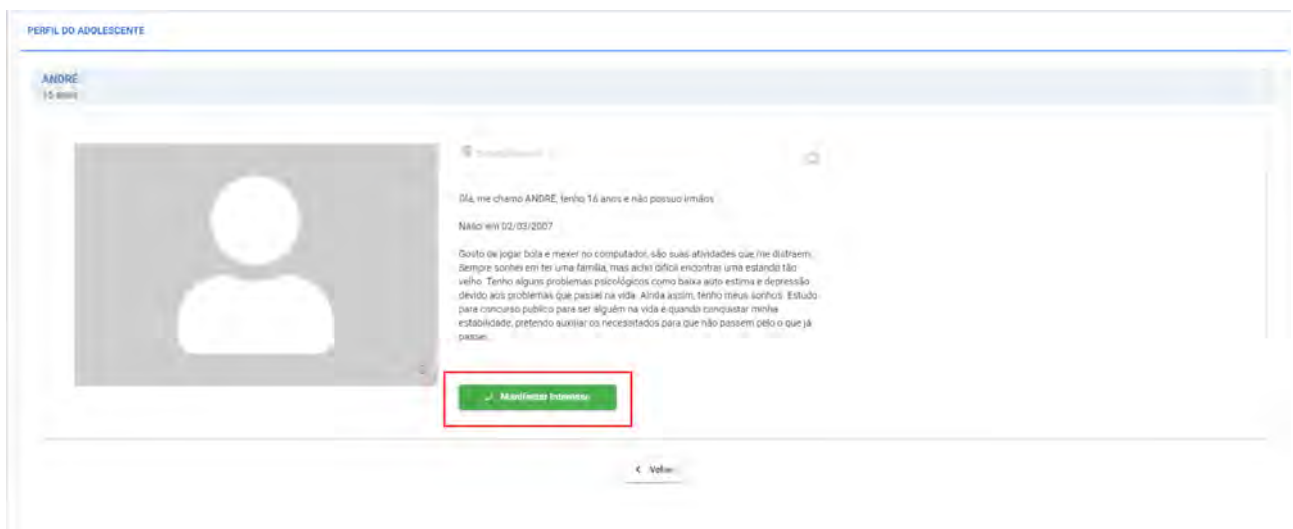 PERFIL DO ADOLESCENTE
ANDRÉ
15 anos
Olá, me chamo ANDRE, tenho 16 anos e não possuo irmãos
Nasci em 02/03/2007
Gosto de jogar bola e mexer no computador, são suas atividades que me distraem.
Sempre sonhei em ter uma família, mas acho difícil encontrar uma estando tão
velho. Tenho alguns problemas psicológicos como baixa auto estima e depressão
devido aos problemas que passei na vida. Ainda assim, tenho meus sonhos. Estudo
para concurso publico para ser alguém na vida e quando conquistar minha
estabilidade, pretendo auxiliar os necessitados para que não passem pelo o que já
passei.
Manifestar Interesse
Voltar